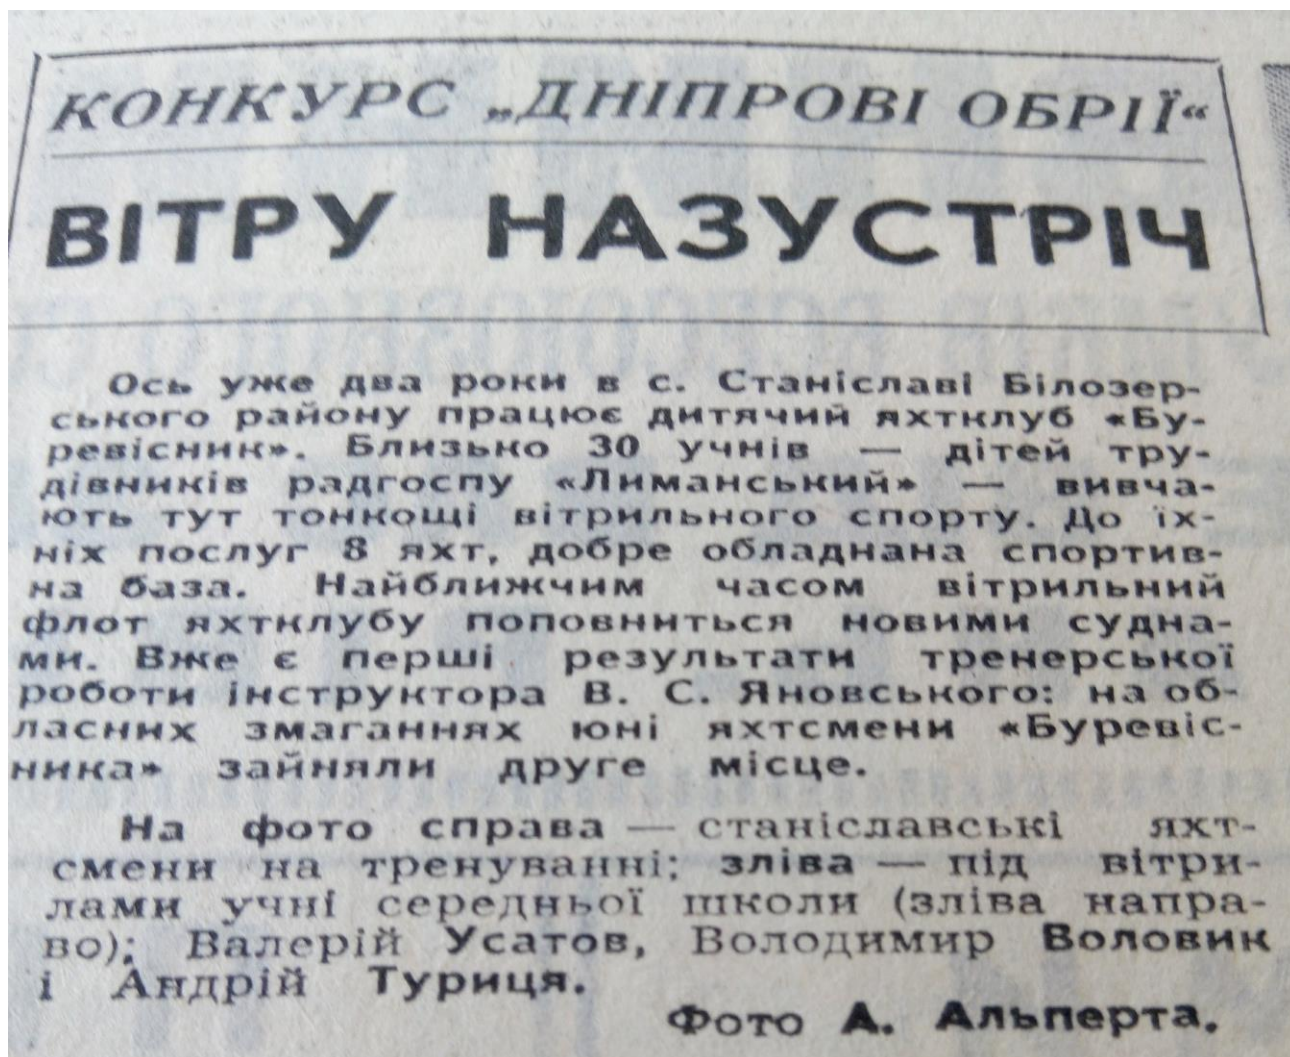 КОНКУРС „ДНІПРОВІ ОБРІЇ“
ВІТРУ НАЗУСТРІЧ
Ось уже два роки в с. Станіславі Білозер-
ського району працює дитячий яхтклуб «Бу-
ревісник». Близько 30 учнів — дітей тру-
дівників радгоспу «Лиманський» — вивча-
ють тут тонкощі вітрильного спорту. До їх-
ніх послуг 8 яхт, добре обладнана спортив-
на база. Найближчим часом вітрильний
флот яхтклубу поповниться новими судна-
ми. Вже є перші результати тренерської
роботи інструктора В. С. Яновського: на об-
ласних змаганнях юні яхтсмени «Буревіс-
ника» зайняли друге місце.
На фото справа — станіславські яхт-
смени на тренуванні; зліва — під вітри-
лами учні середньої школи (зліва напра-
во); Валерій Усатов, Володимир Воловик
і Андрій Туриця.
Фото А. Альперта.